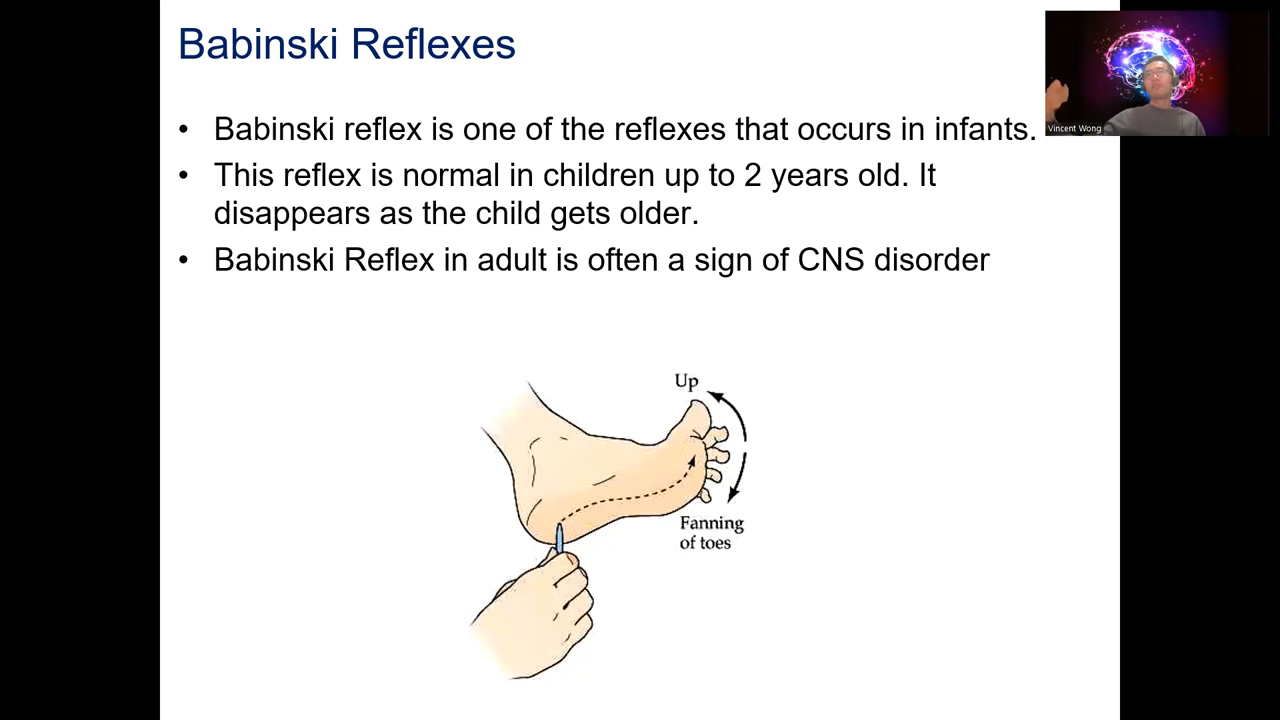 Babinski Reflexes
• Babinski reflex is one of the reflexes that occurs in infants.
• This reflex is normal in children up to 2 years old. It
disappears as the child gets older.
• Babinski Reflex in adult is often a sign of CNS disorder
Vincent Wong
Up
Fanning
of toes